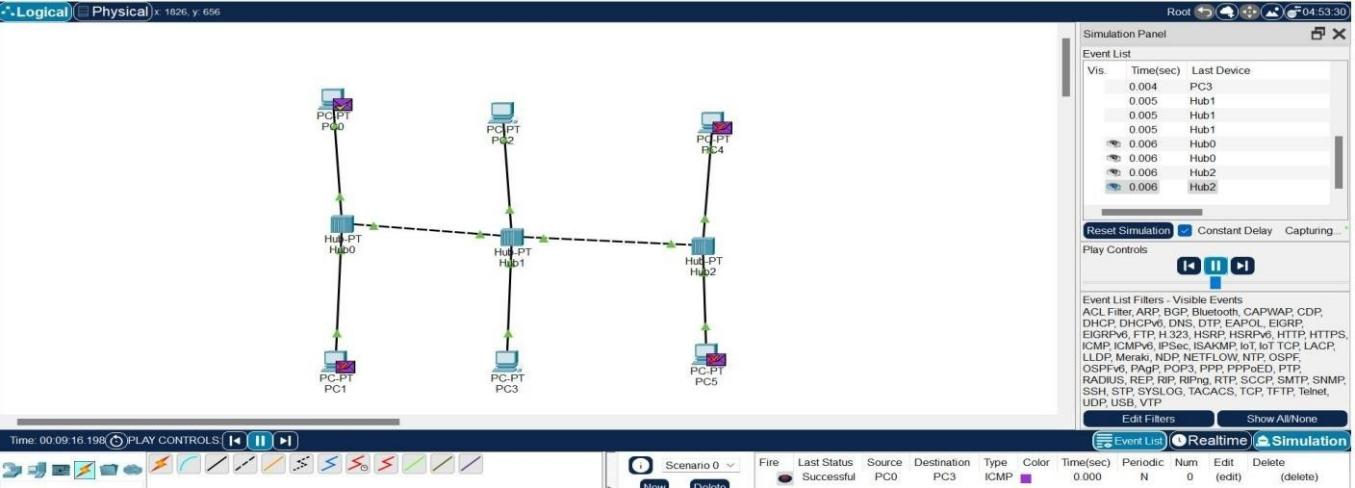 Logical Physical x: 1826, y: 656 Root 04:53:30
Simulation Panel
Event List
Vis. Time(sec) Last Device
0.004 PC3
0.005 Hub1
0.005 Hub1
0.005 Hub1
0.006 Hub0
0.006 Hub0
0.006 Hub2
0.006 Hub2
Reset Simulation Constant Delay Capturing...
Play Controls
Event List Filters - Visible Events
ACL Filter, ARP, BGP, Bluetooth, CAPWAP, CDP,
DHCP, DHCPv6, DNS, DTP, EAPOL, EIGRP,
EIGRPv6, FTP, H.323, HSRP, HSRPv6, HTTP, HTTPS,
ICMP, ICMPv6, IPSec, ISAKMP, IoT, IoT TCP, LACP,
LLDP, Meraki, NDP, NETFLOW, NTP, OSPF,
OSPFv6, PAgP, POP3, PPP, PPPoED, PTP,
RADIUS, REP, RIP, RIPng, RTP, SCCP, SMTP, SNMP,
SSH, STP, SYSLOG, TACACS, TCP, TFTP, Telnet,
UDP, USB, VTP
Edit Filters Show All/None
PC-PT
PC0
PC-PT
PC2
PC-PT
PC4
Hub-PT
Hub0
Hub-PT
Hub1
Hub-PT
Hub2
PC-PT
PC1
PC-PT
PC3
PC-PT
PC5
Time: 00:09:16.198 PLAY CONTROLS: Event List Realtime Simulation
Scenario 0 Fire Last Status Source Destination Type Color Time(sec) Periodic Num Edit Delete
Successful PC0 PC3 ICMP 0.000 N 0 (edit) (delete)
New Delete